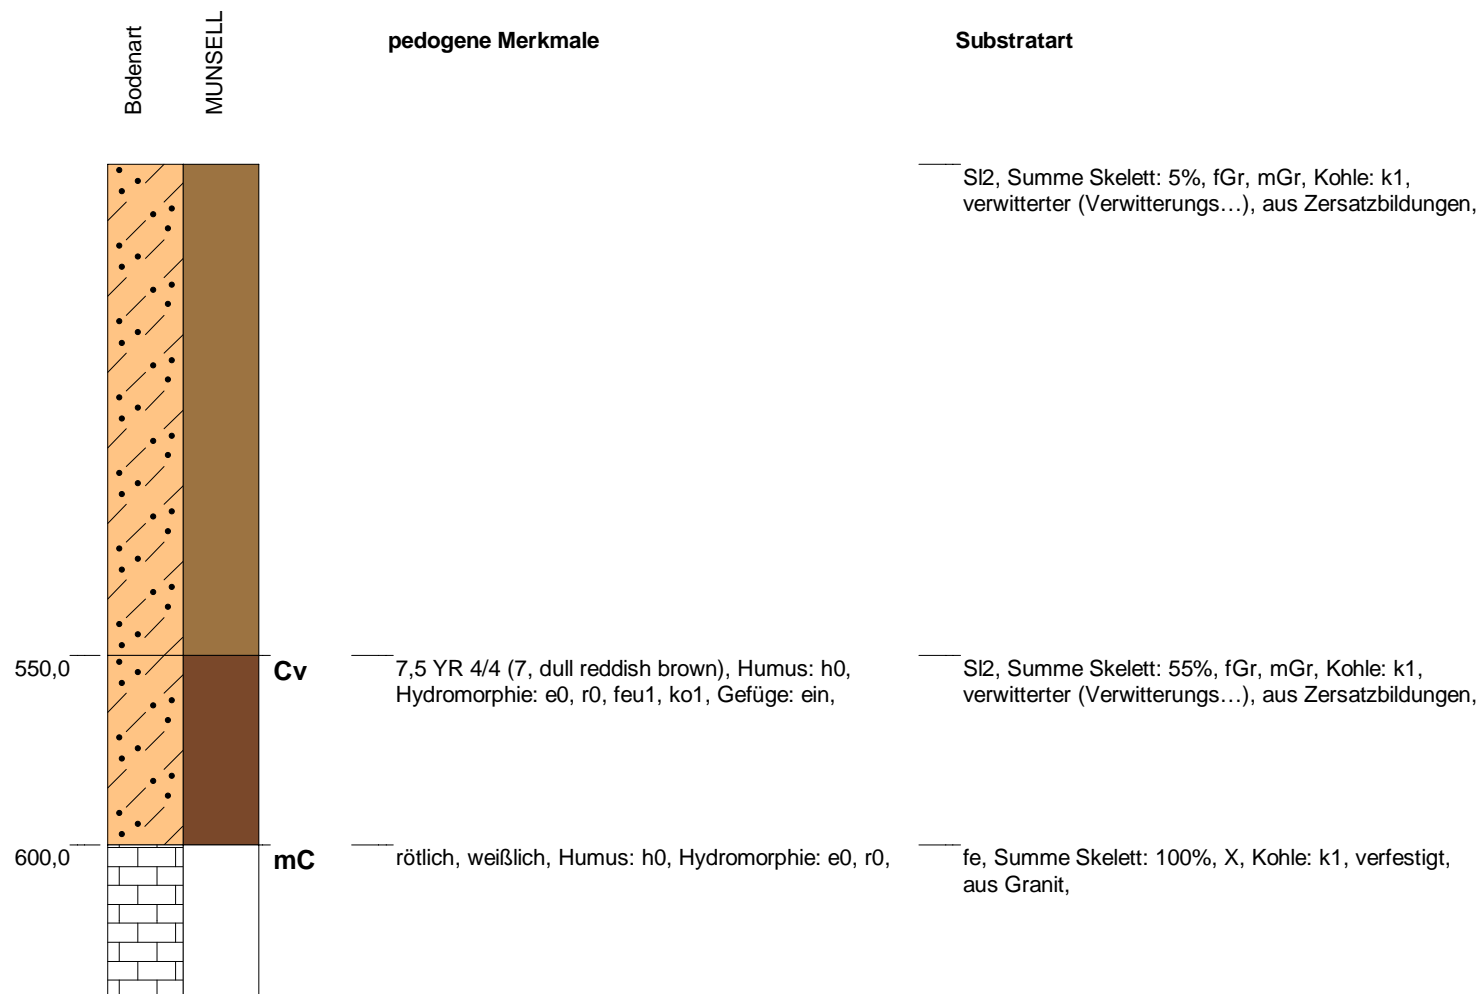 Bodenart
MUNSELL
pedogene Merkmale
Substratart
Sl2, Summe Skelett: 5%, fGr, mGr, Kohle: k1,
verwitterter (Verwitterungs…), aus Zersatzbildungen,
550,0
Cv
7,5 YR 4/4 (7, dull reddish brown), Humus: h0,
Hydromorphie: e0, r0, feu1, ko1, Gefüge: ein,
Sl2, Summe Skelett: 55%, fGr, mGr, Kohle: k1,
verwitterter (Verwitterungs…), aus Zersatzbildungen,
600,0
mC
rötlich, weißlich, Humus: h0, Hydromorphie: e0, r0,
fe, Summe Skelett: 100%, X, Kohle: k1, verfestigt,
aus Granit,